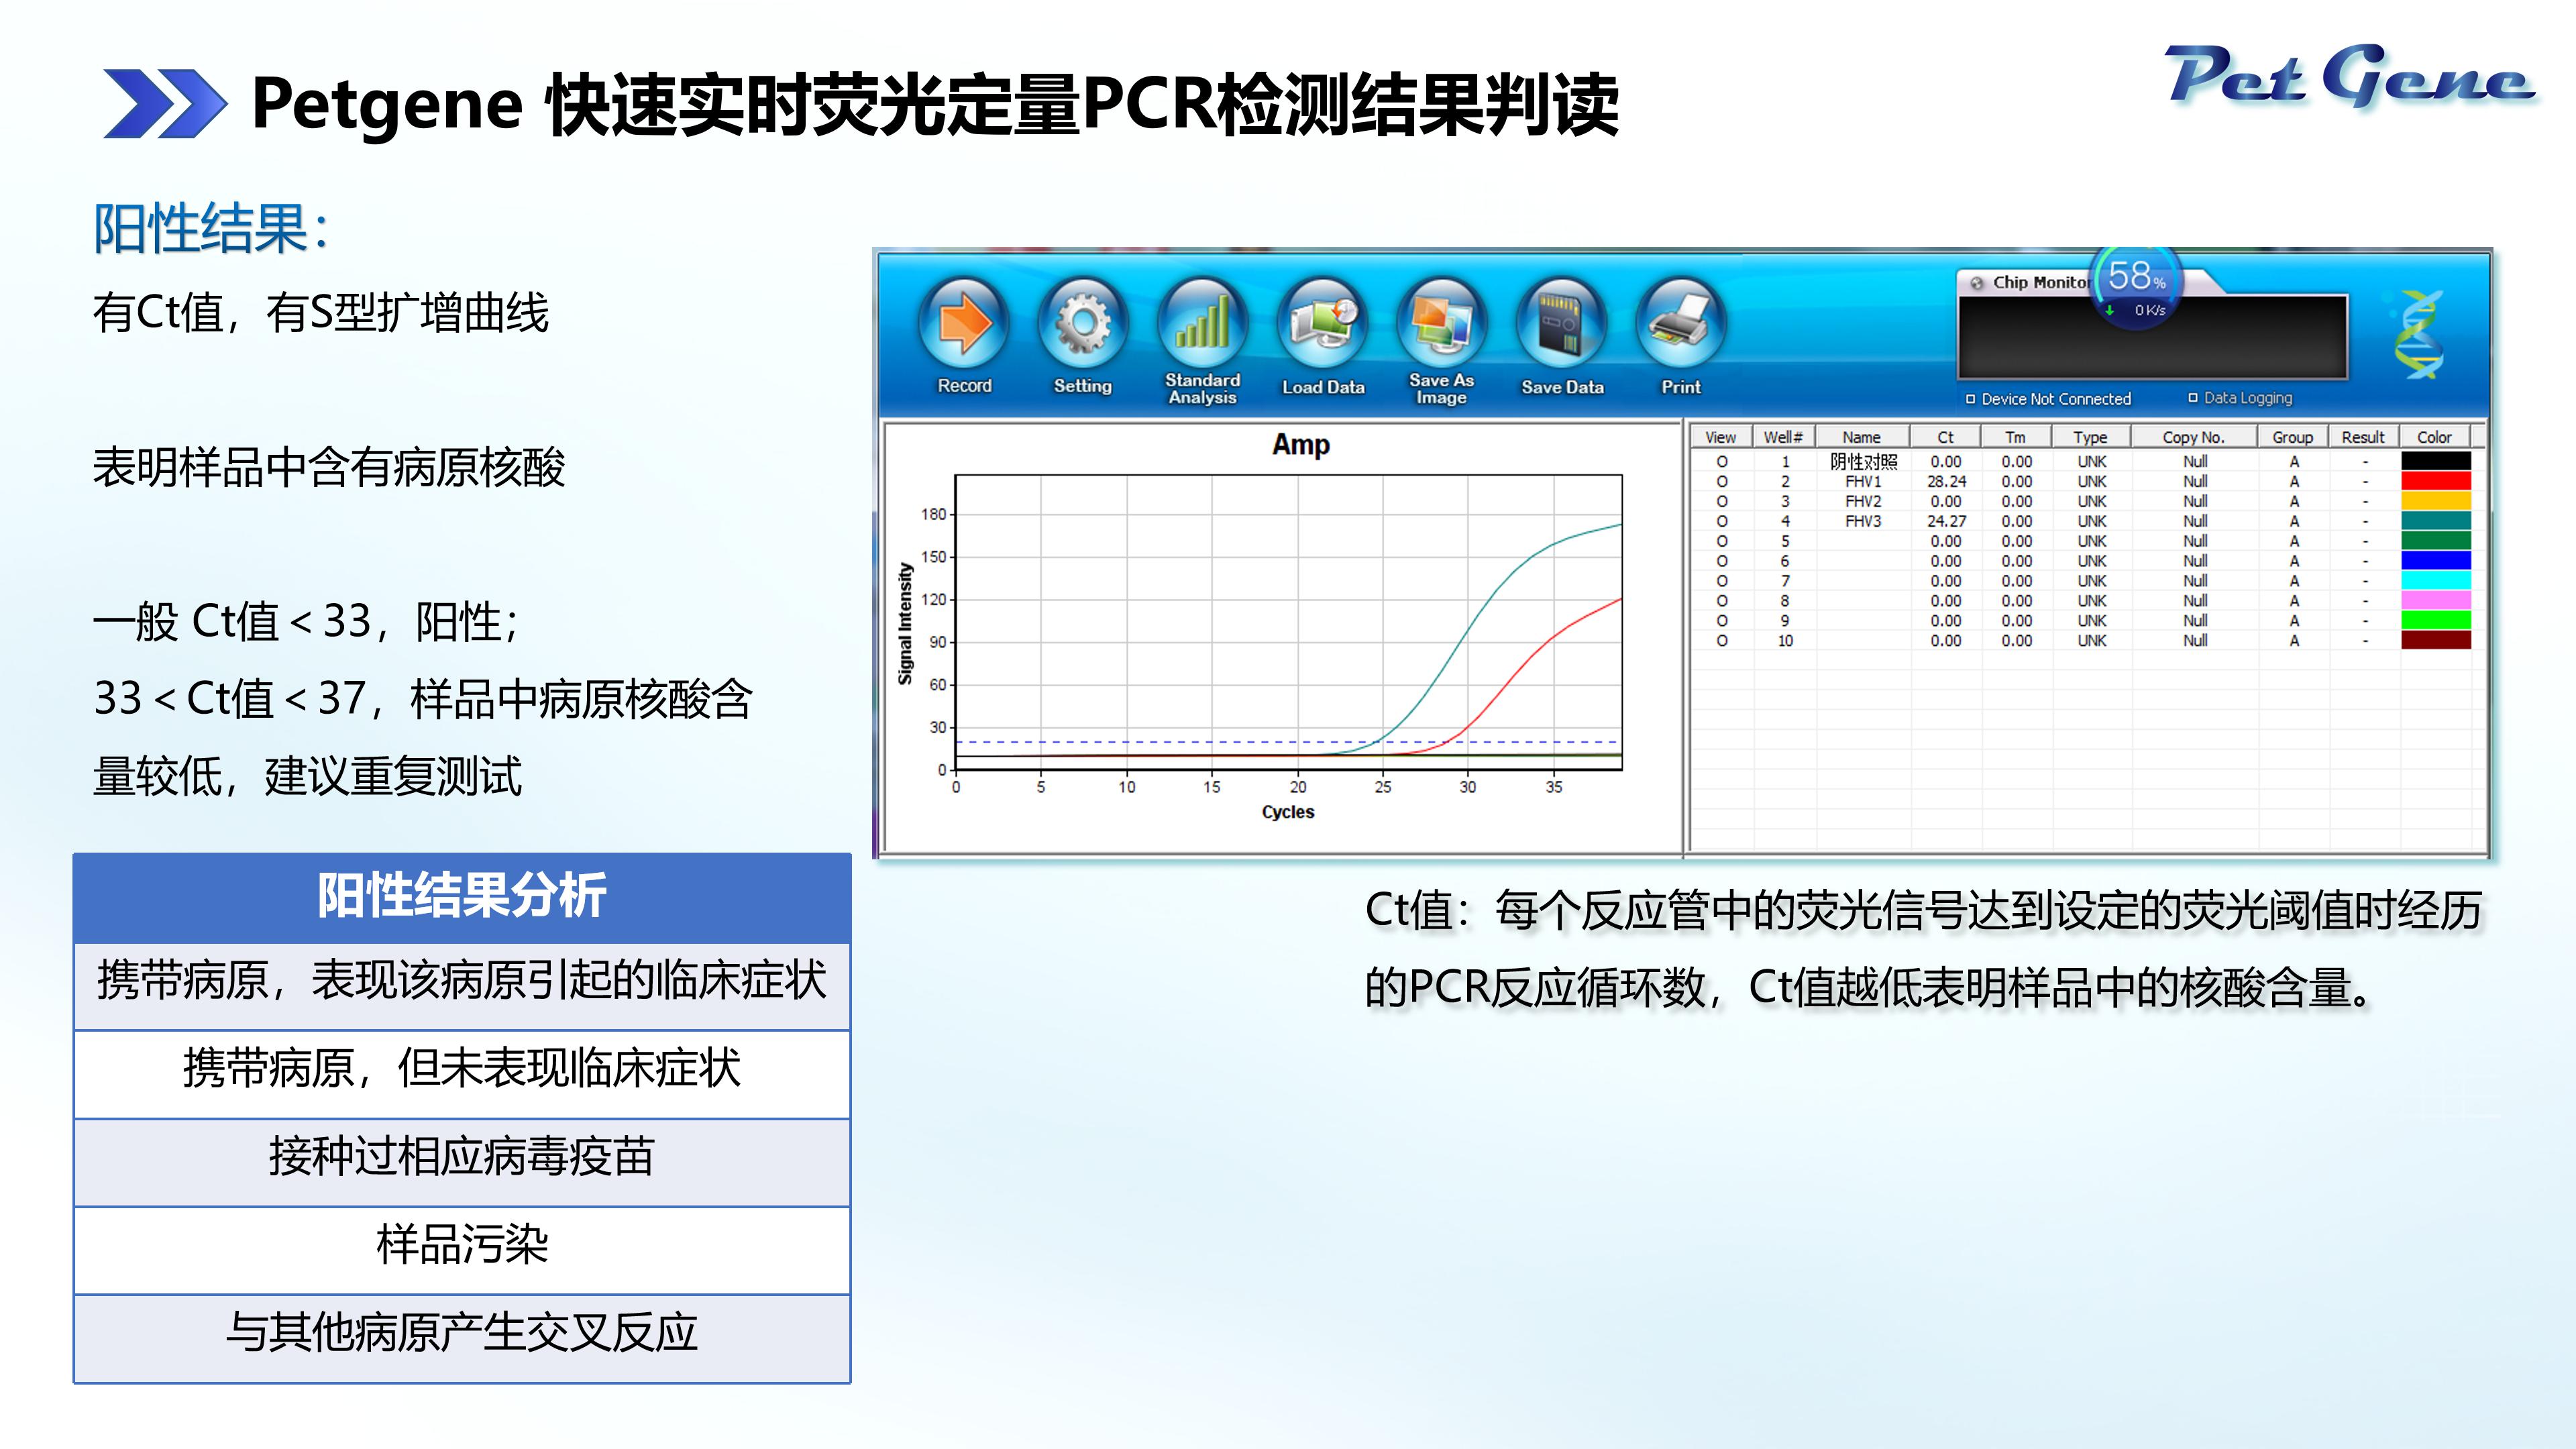 Petgene 快速实时荧光定量PCR检测结果判读
Pet Gene
阳性结果：
有Ct值，有S型扩增曲线
表明样品中含有病原核酸
一般 Ct值＜33，阳性；
33＜Ct值＜37，样品中病原核酸含
量较低，建议重复测试
阳性结果分析
携带病原，表现该病原引起的临床症状
携带病原，但未表现临床症状
接种过相应病毒疫苗
样品污染
与其他病原产生交叉反应
Record
Setting
Standard
Analysis
Load Data
Save As
Image
Save Data
Print
Chip Monitor
58%
0K/s
Device Not Connected
Data Logging
Amp
Signal Intensity
180
150
120
90
60
30
0
0 5 10 15 20 25 30 35
Cycles
View Well# Name Ct Tm Type Copy No. Group Result Color
O 1 阴性对照 0.00 0.00 UNK Null A -
O 2 FHV1 28.24 0.00 UNK Null A -
O 3 FHV2 0.00 0.00 UNK Null A -
O 4 FHV3 24.27 0.00 UNK Null A -
O 5 0.00 0.00 UNK Null A -
O 6 0.00 0.00 UNK Null A -
O 7 0.00 0.00 UNK Null A -
O 8 0.00 0.00 UNK Null A -
O 9 0.00 0.00 UNK Null A -
O 10 0.00 0.00 UNK Null A -
Ct值：每个反应管中的荧光信号达到设定的荧光阈值时经历
的PCR反应循环数，Ct值越低表明样品中的核酸含量。